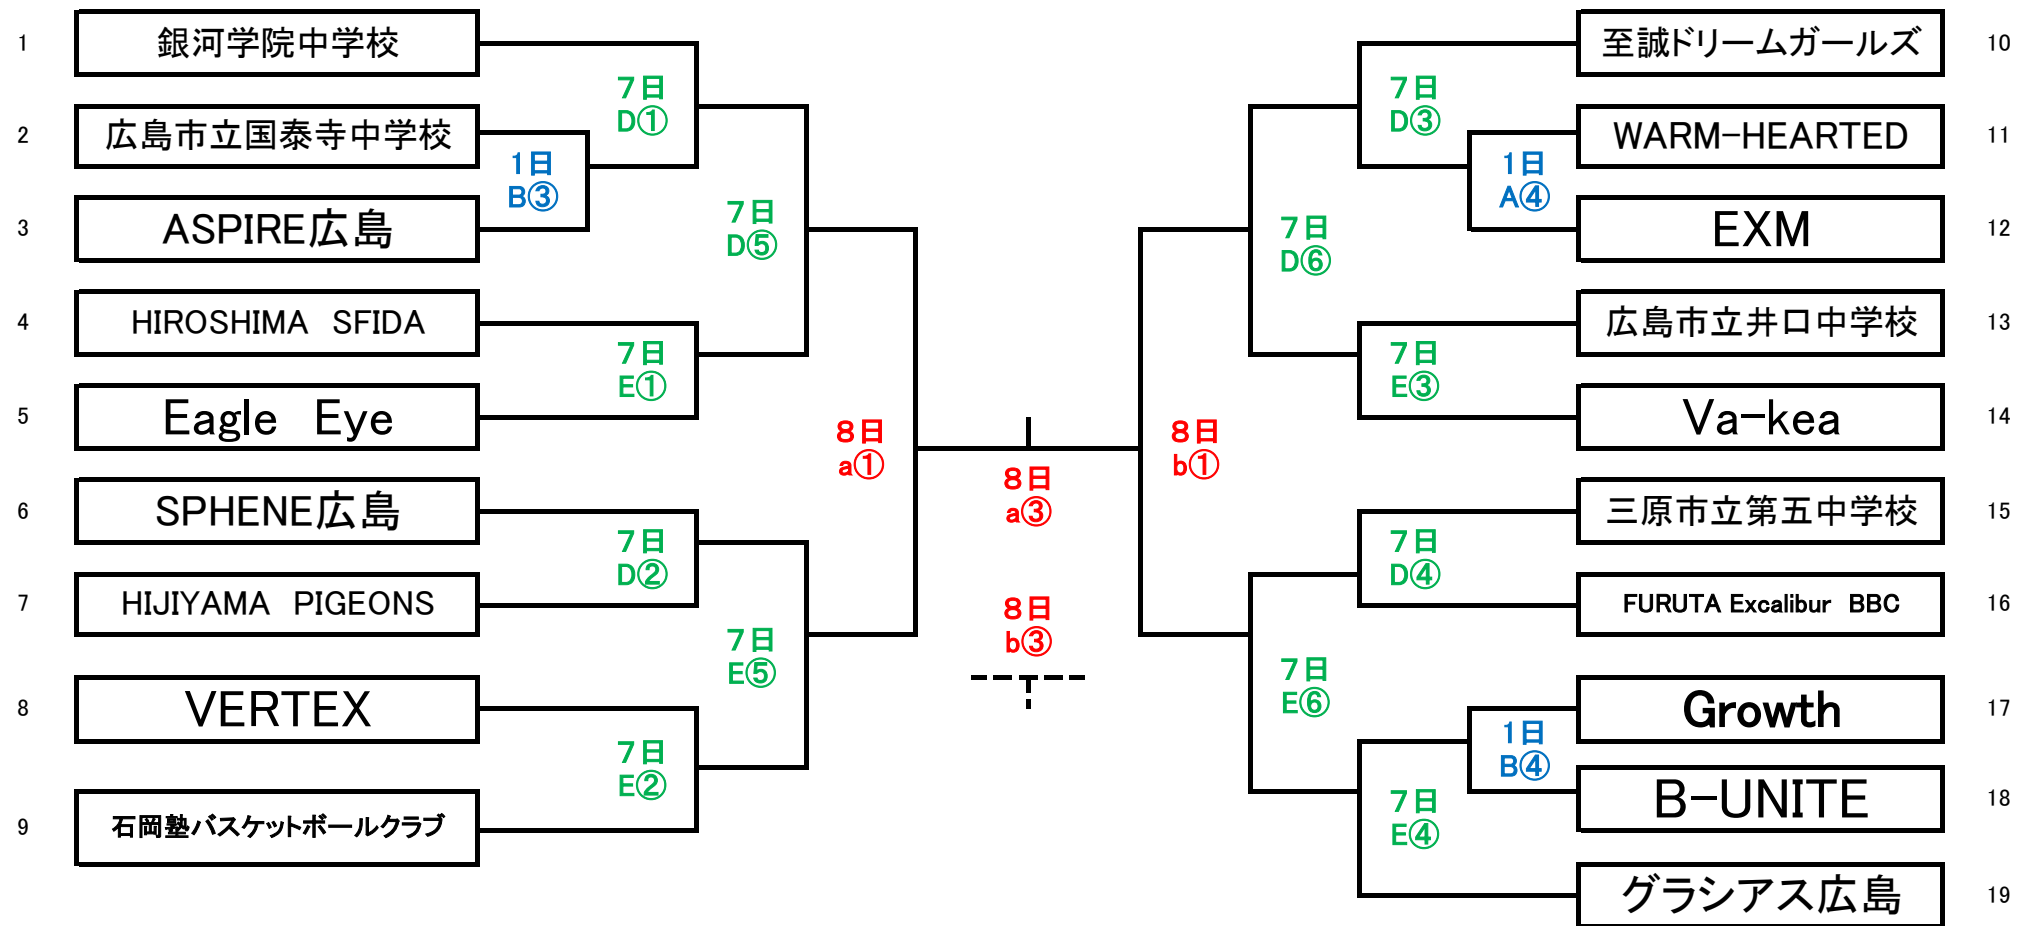 1 銀河学院中学校
2 広島市立国泰寺中学校
3 ASPIRE広島
4 HIROSHIMA　SFIDA
5 Eagle　Eye
6 SPHENE広島
7 HIJIYAMA　PIGEONS
8 VERTEX
9 石岡塾バスケットボールクラブ
1日
B③
7日
D①
7日
E①
7日
D②
7日
E②
7日
D⑤
7日
E⑤
8日
a①
8日
a③
8日
b③
8日
b①
7日
D⑥
7日
E⑥
7日
D③
7日
E③
7日
D④
7日
E④
1日
A④
1日
B④
至誠ドリームガールズ 10
WARM-HEARTED 11
EXM 12
広島市立井口中学校 13
Va-kea 14
三原市立第五中学校 15
FURUTA Excalibur　BBC 16
Growth 17
B-UNITE 18
グラシアス広島 19